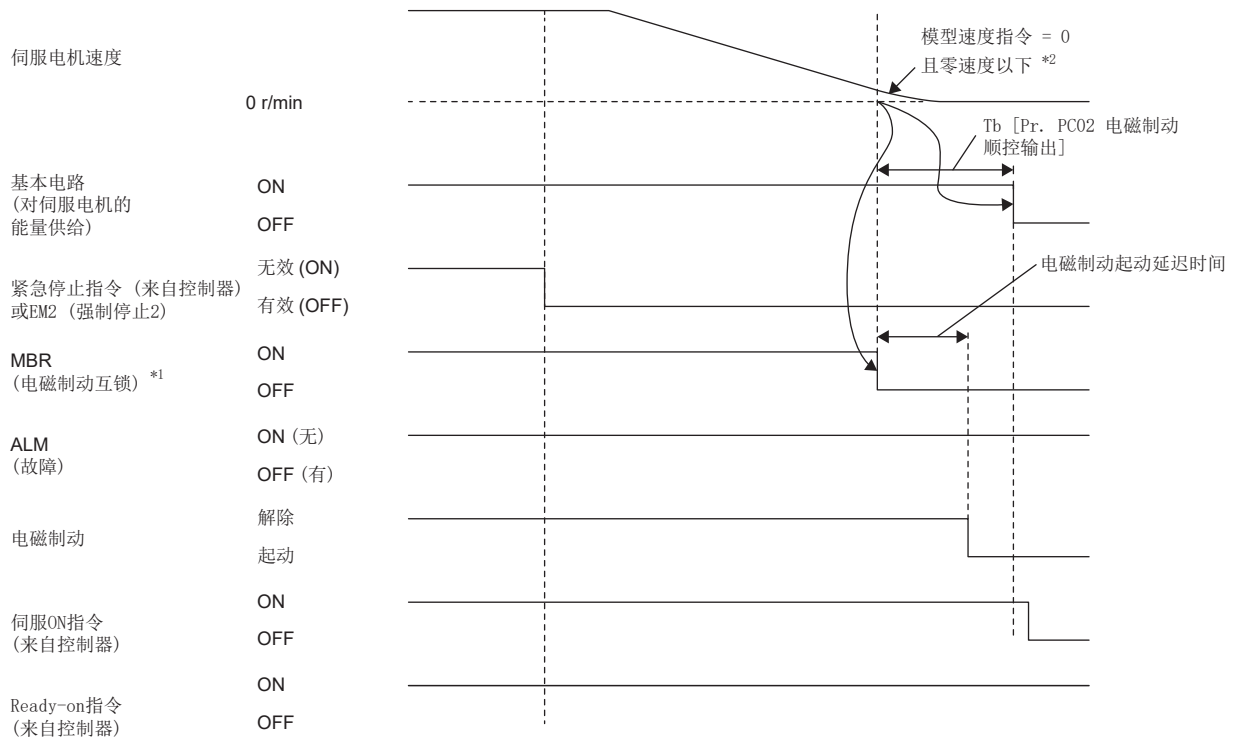 伺服电机速度
0 r/min
模型速度指令 = 0
且零速度以下 *2
Tb [Pr. PC02 电磁制动
顺控输出]
基本电路
(对伺服电机的
能量供给)
ON
OFF
紧急停止指令 (来自控制器)
或EM2 (强制停止2)
无效 (ON)
有效 (OFF)
电磁制动起动延迟时间
MBR
(电磁制动互锁) *1
ON
OFF
ALM
(故障)
ON (无)
OFF (有)
电磁制动
解除
起动
伺服ON指令
(来自控制器)
ON
OFF
Ready-on指令
(来自控制器)
ON
OFF